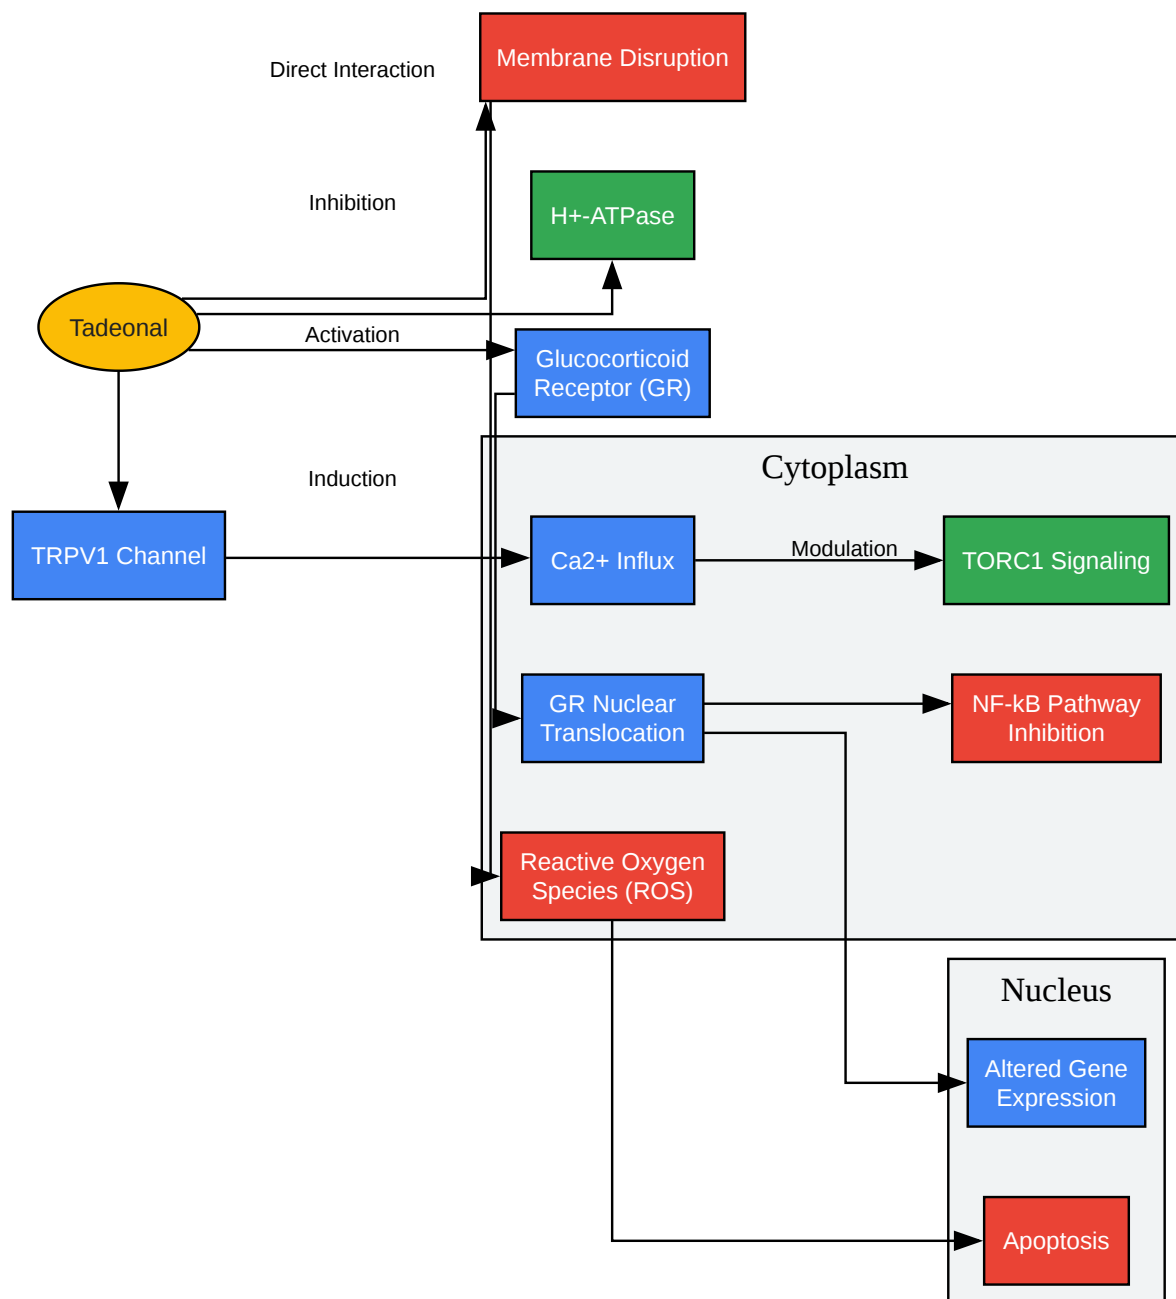 Membrane Disruption
Direct Interaction
Inhibition
H+-ATPase
Tadeonal
Activation
Glucocorticoid
Receptor (GR)
Cytoplasm
Induction
TRPV1 Channel
Ca2+ Influx
Modulation
TORC1 Signaling
GR Nuclear
Translocation
NF-kB Pathway
Inhibition
Reactive Oxygen
Species (ROS)
Nucleus
Altered Gene
Expression
Apoptosis